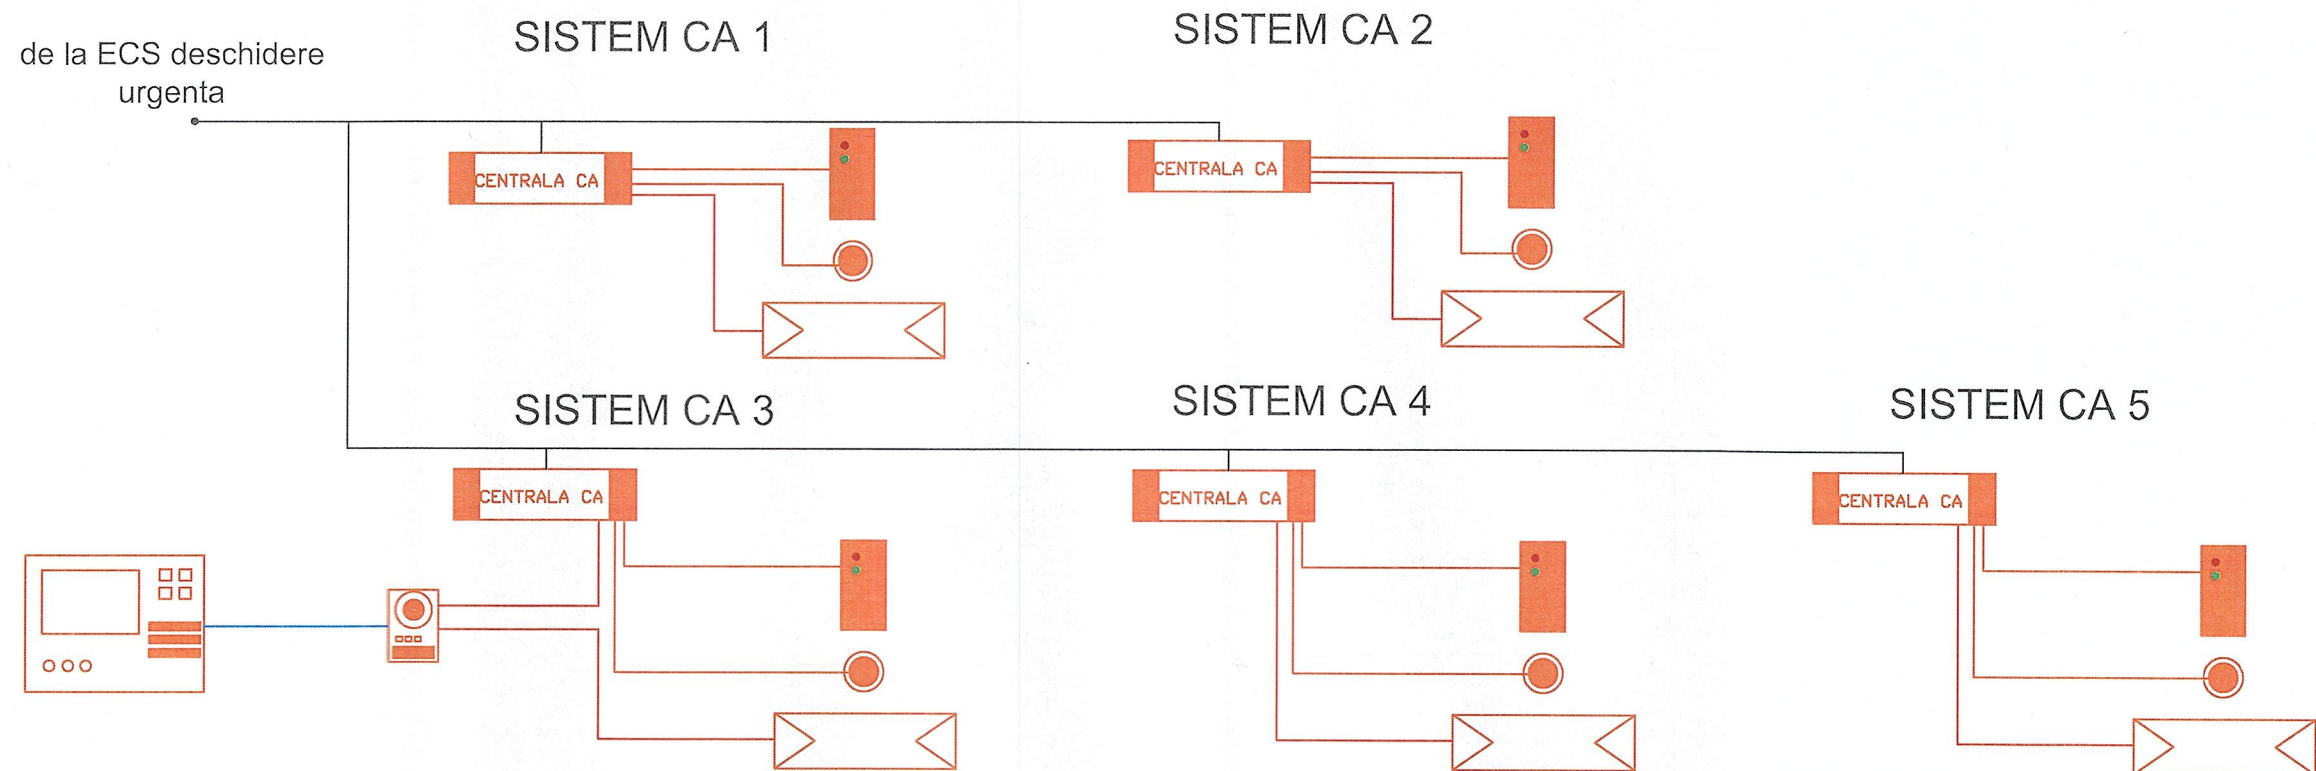 de la ECS deschidere
urgenta
SISTEM CA 1
SISTEM CA 2
CENTRALA CA
CENTRALA CA
SISTEM CA 3
SISTEM CA 4
SISTEM CA 5
CENTRALA CA
CENTRALA CA
CENTRALA CA